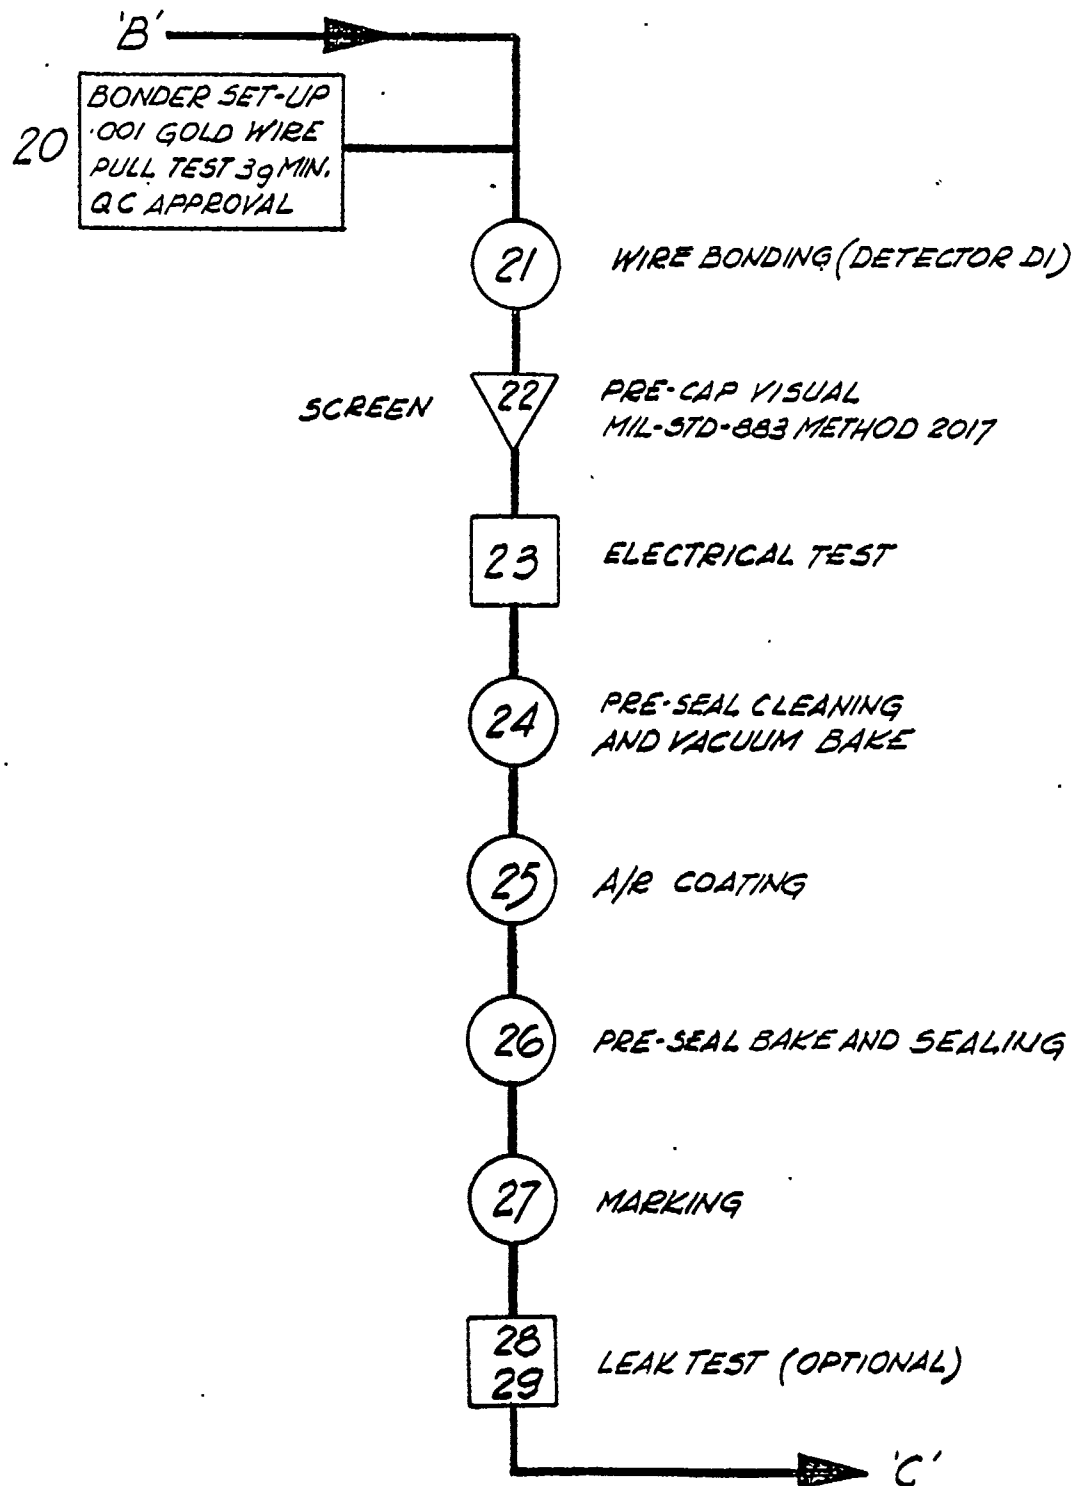 'B'
20
BONDER SET-UP
.001 GOLD WIRE
PULL TEST 3g MIN.
QC APPROVAL
21
WIRE BONDING (DETECTOR D1)
SCREEN
22
PRE-CAP VISUAL
MIL-STD-883 METHOD 2017
23
ELECTRICAL TEST
24
PRE-SEAL CLEANING
AND VACUUM BAKE
25
A/R COATING
26
PRE-SEAL BAKE AND SEALING
27
MARKING
28
29
LEAK TEST (OPTIONAL)
'C'